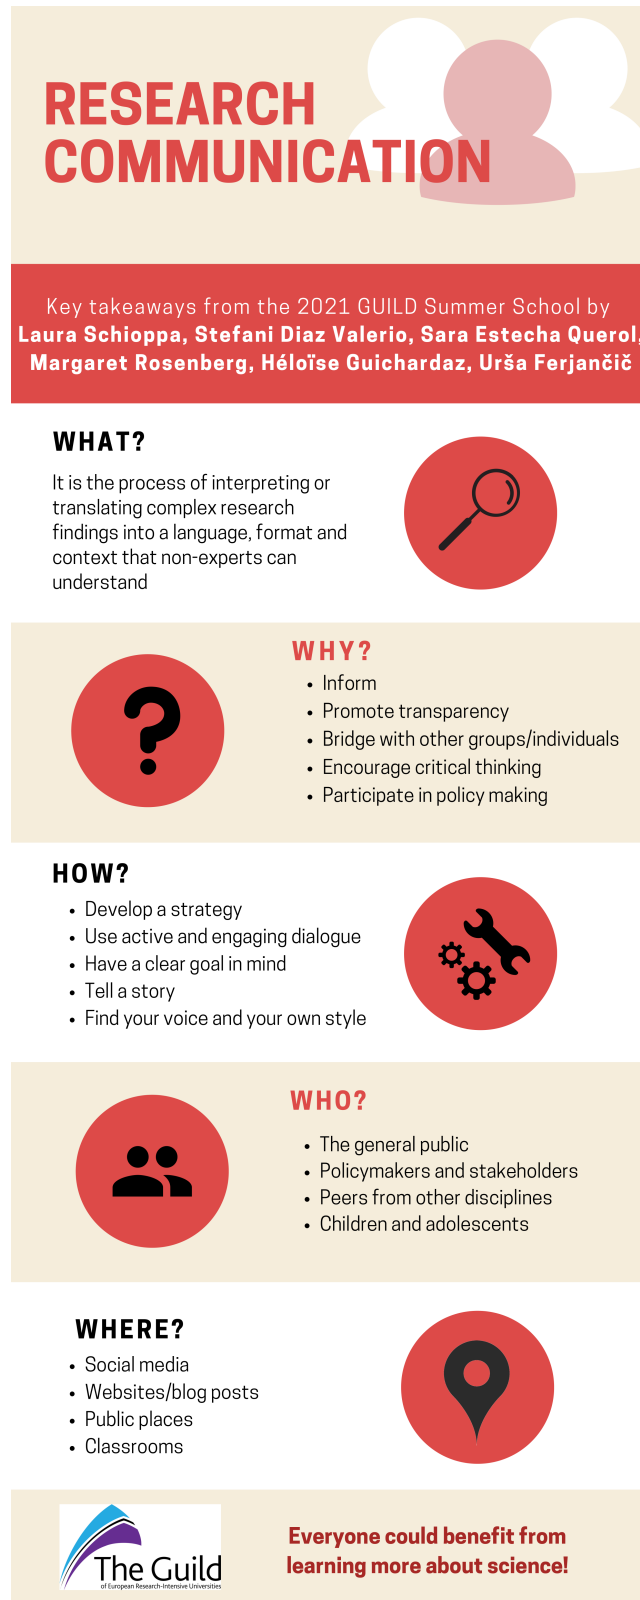 RESEARCH
COMMUNICATION
Key takeaways from the 2021 GUILD Summer School by
Laura Schioppa, Stefani Diaz Valerio, Sara Estecha Querol,
Margaret Rosenberg, Héloïse Guichardaz, Urša Ferjančič
WHAT?
It is the process of interpreting or
translating complex research
findings into a language, format and
context that non-experts can
understand
WHY?
• Inform
• Promote transparency
• Bridge with other groups/individuals
• Encourage critical thinking
• Participate in policy making
HOW?
• Develop a strategy
• Use active and engaging dialogue
• Have a clear goal in mind
• Tell a story
• Find your voice and your own style
WHO?
• The general public
• Policymakers and stakeholders
• Peers from other disciplines
• Children and adolescents
WHERE?
• Social media
• Websites/blog posts
• Public places
• Classrooms
The Guild
of European Research-Intensive Universities
Everyone could benefit from
learning more about science!